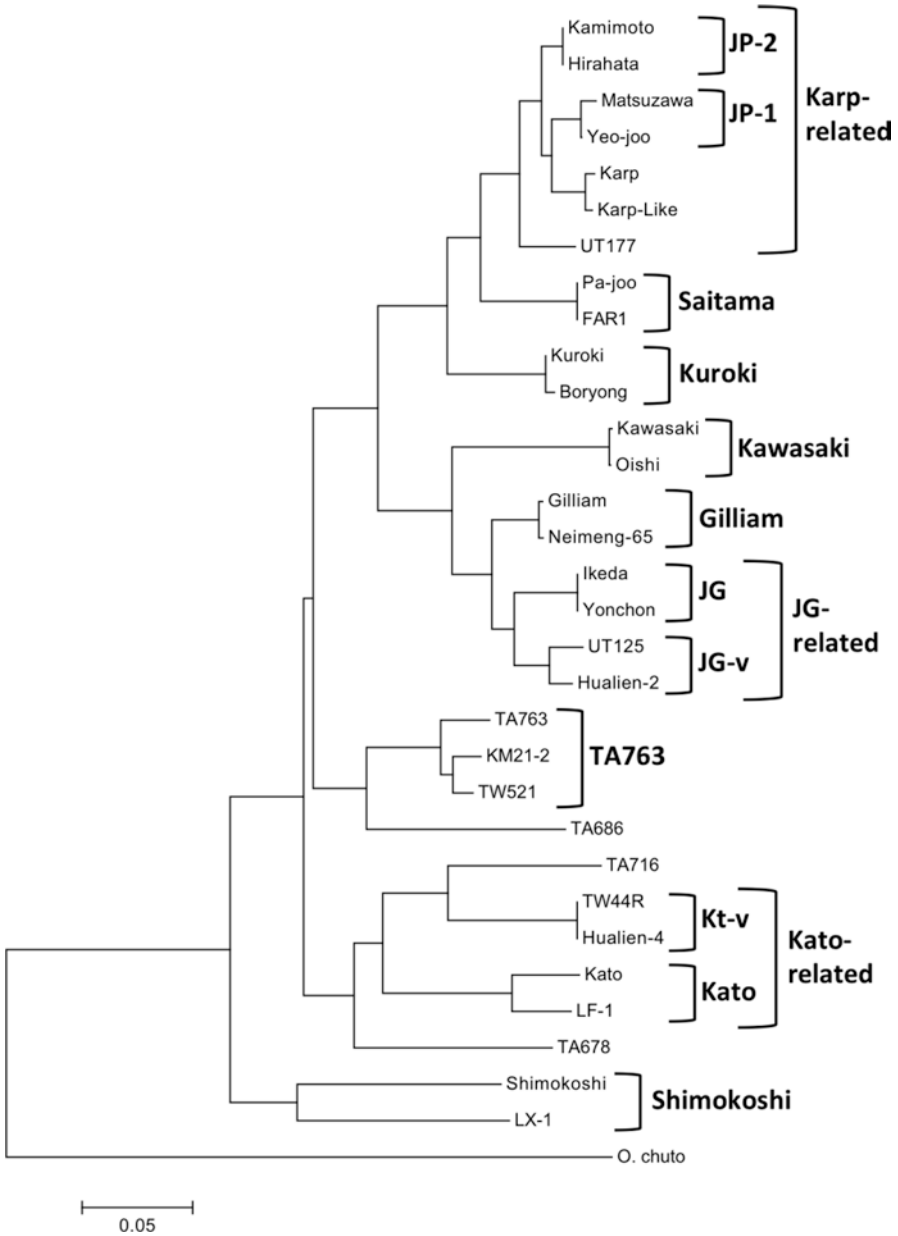 Kamimoto
Hirahata
JP-2
Matsuzawa
Yeo-joo
JP-1
Karp
Karp-Like
UT177
Karp-
related
Pa-joo
FAR1
Saitama
Kuroki
Boryong
Kuroki
Kawasaki
Oishi
Kawasaki
Gilliam
Neimeng-65
Gilliam
Ikeda
Yonchon
JG
UT125
Hualien-2
JG-v
JG-
related
TA763
KM21-2
TW521
TA763
TA686
TA716
TW44R
Hualien-4
Kt-v
Kato
LF-1
Kato
Kato-
related
TA678
Shimokoshi
LX-1
Shimokoshi
O. chuto
0.05